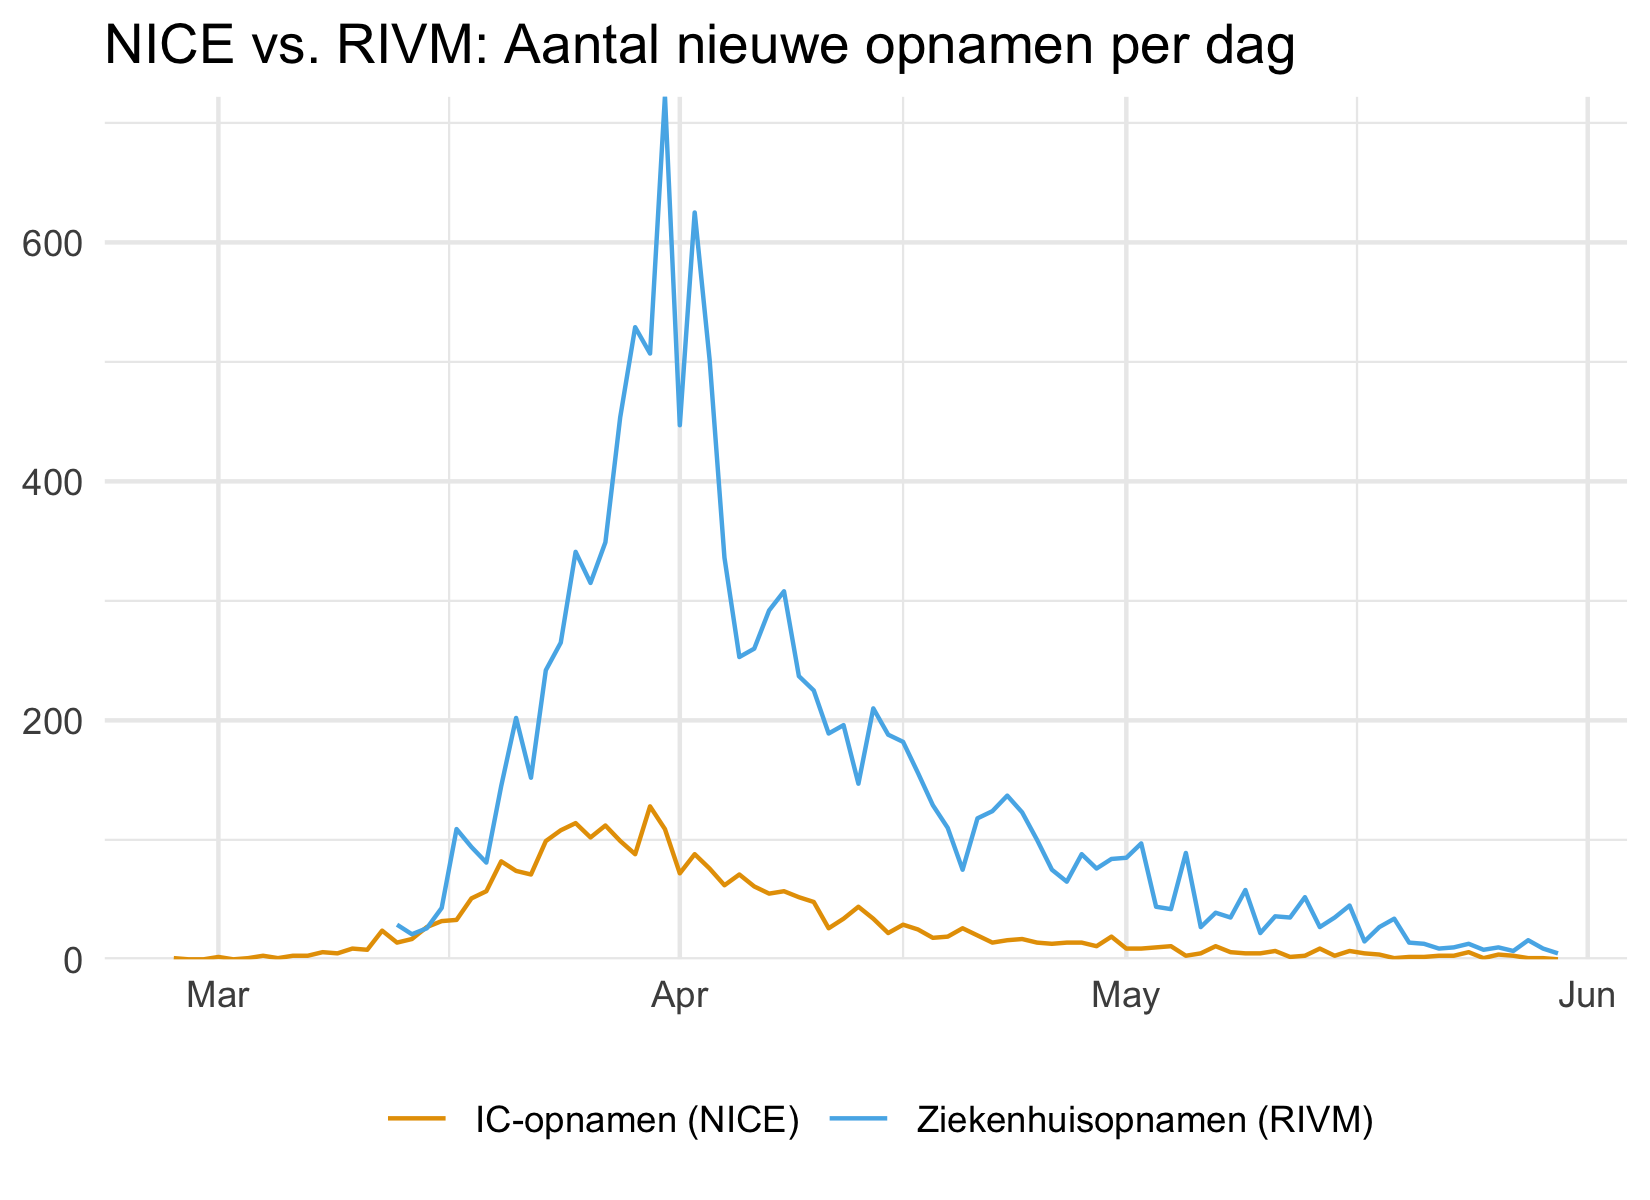 NICE vs. RIVM: Aantal nieuwe opnamen per dag
600
400
200
0
Mar Apr May Jun
IC-opnamen (NICE) Ziekenhuisopnamen (RIVM)